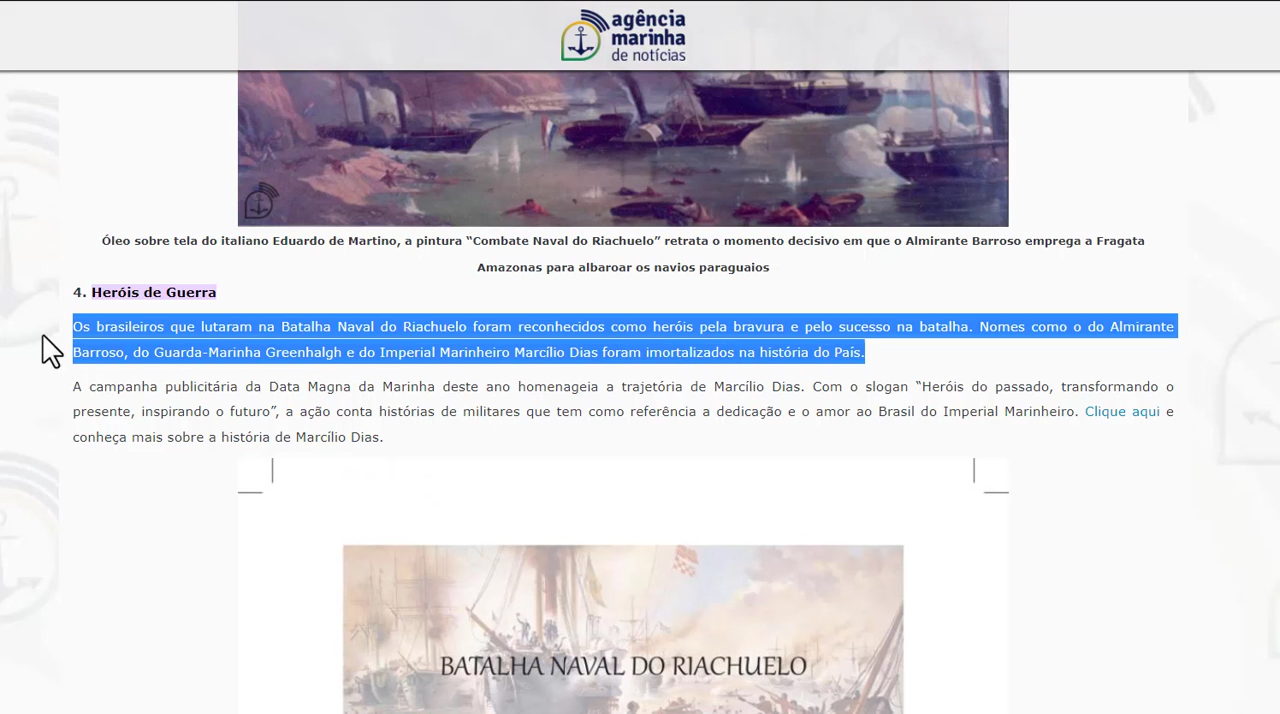 agência
marinha
de notícias
Óleo sobre tela do italiano Eduardo de Martino, a pintura “Combate Naval do Riachuelo” retrata o momento decisivo em que o Almirante Barroso emprega a Fragata
Amazonas para albaroar os navios paraguaios
4. Heróis de Guerra
Os brasileiros que lutaram na Batalha Naval do Riachuelo foram reconhecidos como heróis pela bravura e pelo sucesso na batalha. Nomes como o do Almirante
Barroso, do Guarda-Marinha Greenhalgh e do Imperial Marinheiro Marcílio Dias foram imortalizados na história do País.
A campanha publicitária da Data Magna da Marinha deste ano homenageia a trajetória de Marcílio Dias. Com o slogan “Heróis do passado, transformando o
presente, inspirando o futuro”, a ação conta histórias de militares que tem como referência a dedicação e o amor ao Brasil do Imperial Marinheiro. Clique aqui e
conheça mais sobre a história de Marcílio Dias.
BATALHA NAVAL DO RIACHUELO